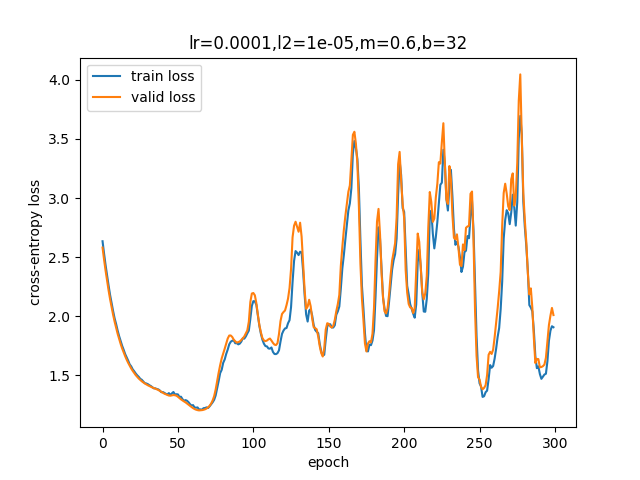 lr=0.0001,l2=1e-05,m=0.6,b=32
train loss
valid loss
cross-entropy loss
4.0
3.5
3.0
2.5
2.0
1.5
0 50 100 150 200 250 300
epoch